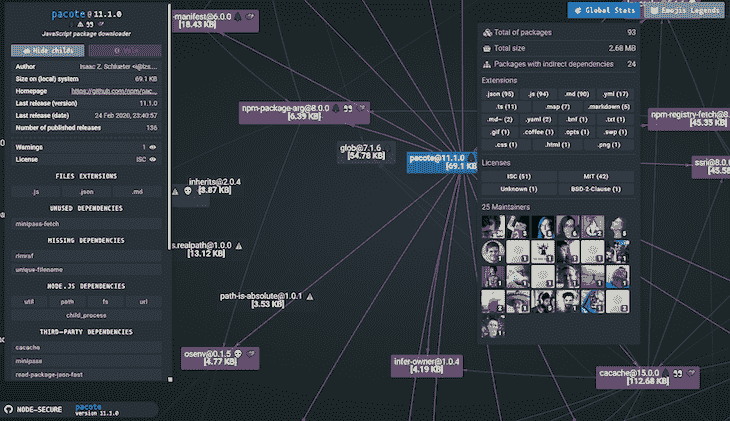 pacote@11.1.0
JavaScript package downloader
Hide childs
Author
Isaac Z. Schlueter <i@izs...
Size on (local) system
69.1 KB
Homepage
https://github.com/npm/pac...
Last release (version)
11.1.0
Last release (date)
24 Feb 2020, 23:40:57
Number of published releases
136
Warnings
1
License
ISC
FILES EXTENSIONS
.js
.json
.md
UNUSED DEPENDENCIES
minipass-fetch
MISSING DEPENDENCIES
rimraf
unique-filename
NODE.JS DEPENDENCIES
util
path
fs
url
child_process
THIRD-PARTY DEPENDENCIES
cacache
minipass
read-package-json-fast
NODE-SECURE
pacote
version 11.1.0
-manifest@6.0.0
[18.43 KB]
npm-package-arg@8.0.0
[6.39 KB]
glob@7.1.6
[54.78 KB]
pacote@11.1.0
[69.1 KB]
inherits@2.0.4
[3.87 KB]
s.realpath@1.0.0
[13.12 KB]
path-is-absolute@1.0.1
[3.53 KB]
osenv@0.1.5
[4.77 KB]
infer-owner@1.0.4
[4.19 KB]
cacache@15.0.0
[112.68 KB]
npm-registry-fetch@8
[45.35 KB]
ssri@8.0.
[45.58
Global Stats
Emojis Legends
Total of packages
93
Total size
2.68 MB
Packages with indirect dependencies
24
Extensions
.json (95)
.js (94)
.md (90)
.yml (17)
.ts (11)
.map (7)
.markdown (5)
.md~ (2)
.yaml (2)
.bnf (1)
.txt (1)
.gif (1)
.coffee (1)
.opts (1)
.swp (1)
.css (1)
.html (1)
.png (1)
Licenses
ISC (51)
MIT (42)
Unknown (1)
BSD-2-Clause (1)
25 Maintainers